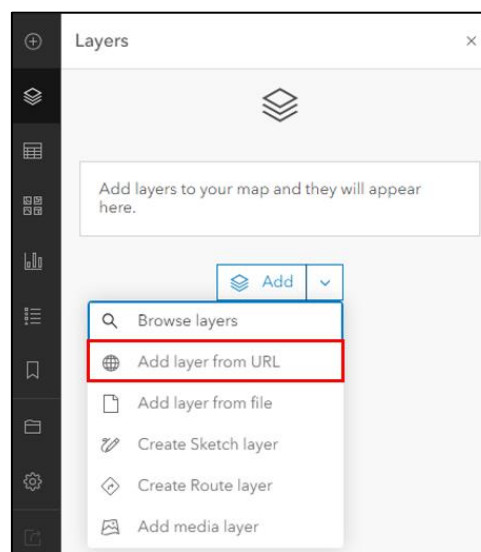 Layers
Add layers to your map and they will appear
here.
Add
Browse layers
Add layer from URL
Add layer from file
Create Sketch layer
Create Route layer
Add media layer